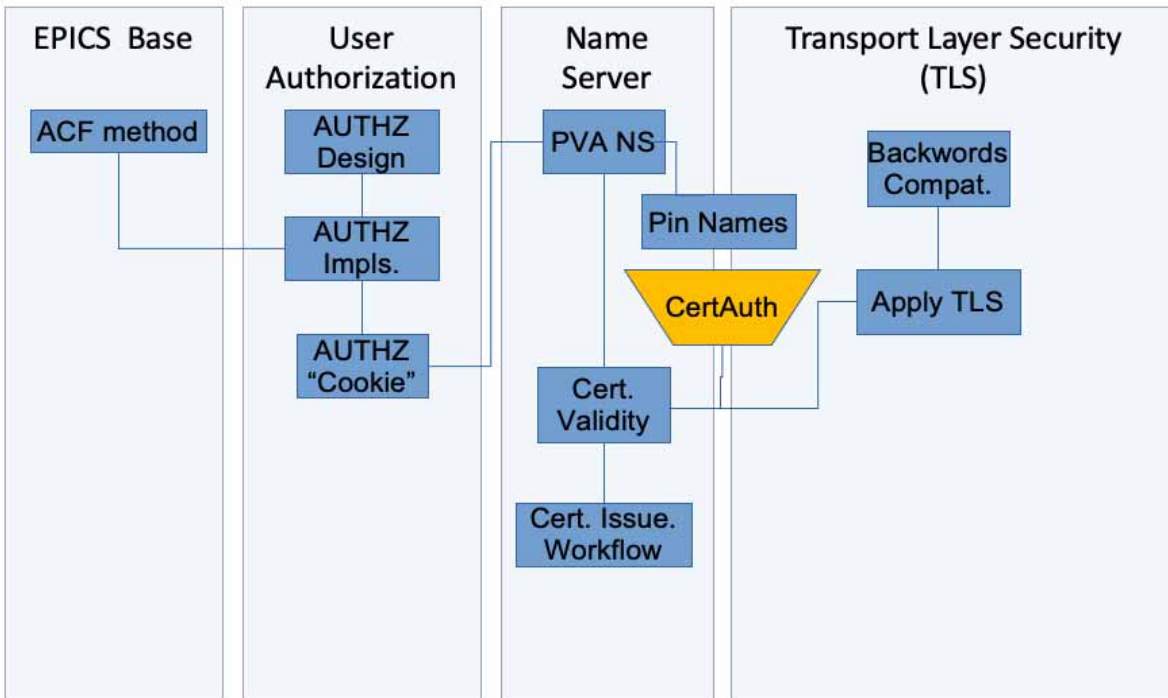 EPICS Base
ACF method
User
Authorization
AUTHZ
Design
AUTHZ
Impls.
AUTHZ
“Cookie”
Name
Server
PVA NS
Pin Names
CertAuth
Cert.
Validity
Cert. Issue.
Workflow
Transport Layer Security
(TLS)
Backwords
Compat.
Apply TLS